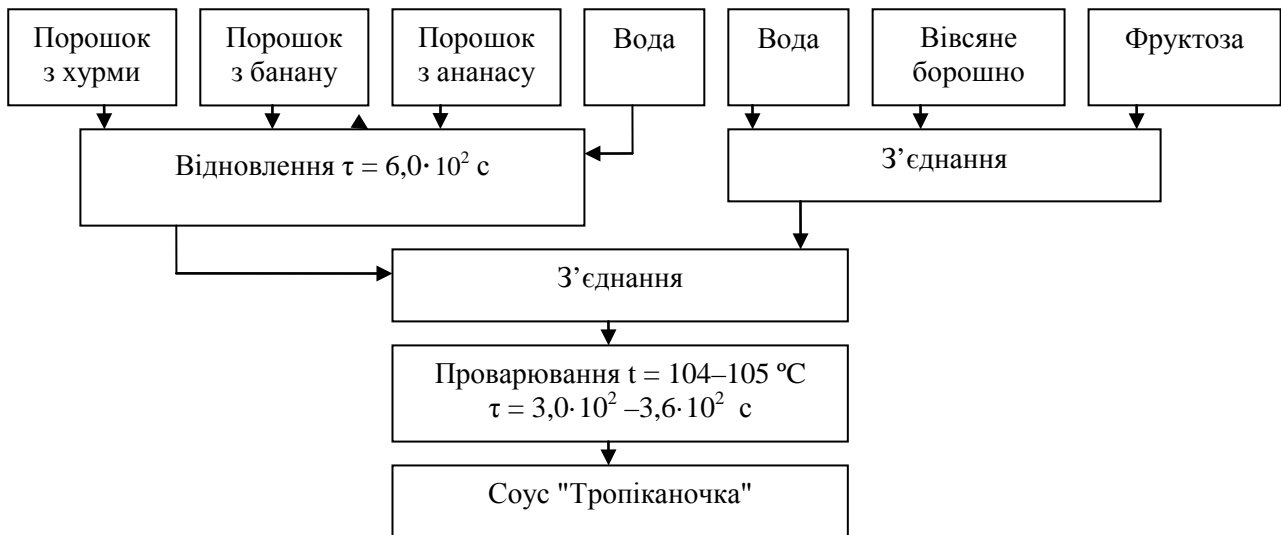 Порошок
з хурми
Порошок
з банану
Порошок
з ананасу
Вода
Вода
Вівсяне
борошно
Фруктоза
Відновлення τ = 6,0· 10² с
З’єднання
З’єднання
Проварювання t = 104–105 ºС
τ = 3,0·10² –3,6·10² с
Соус "Тропіканочка"